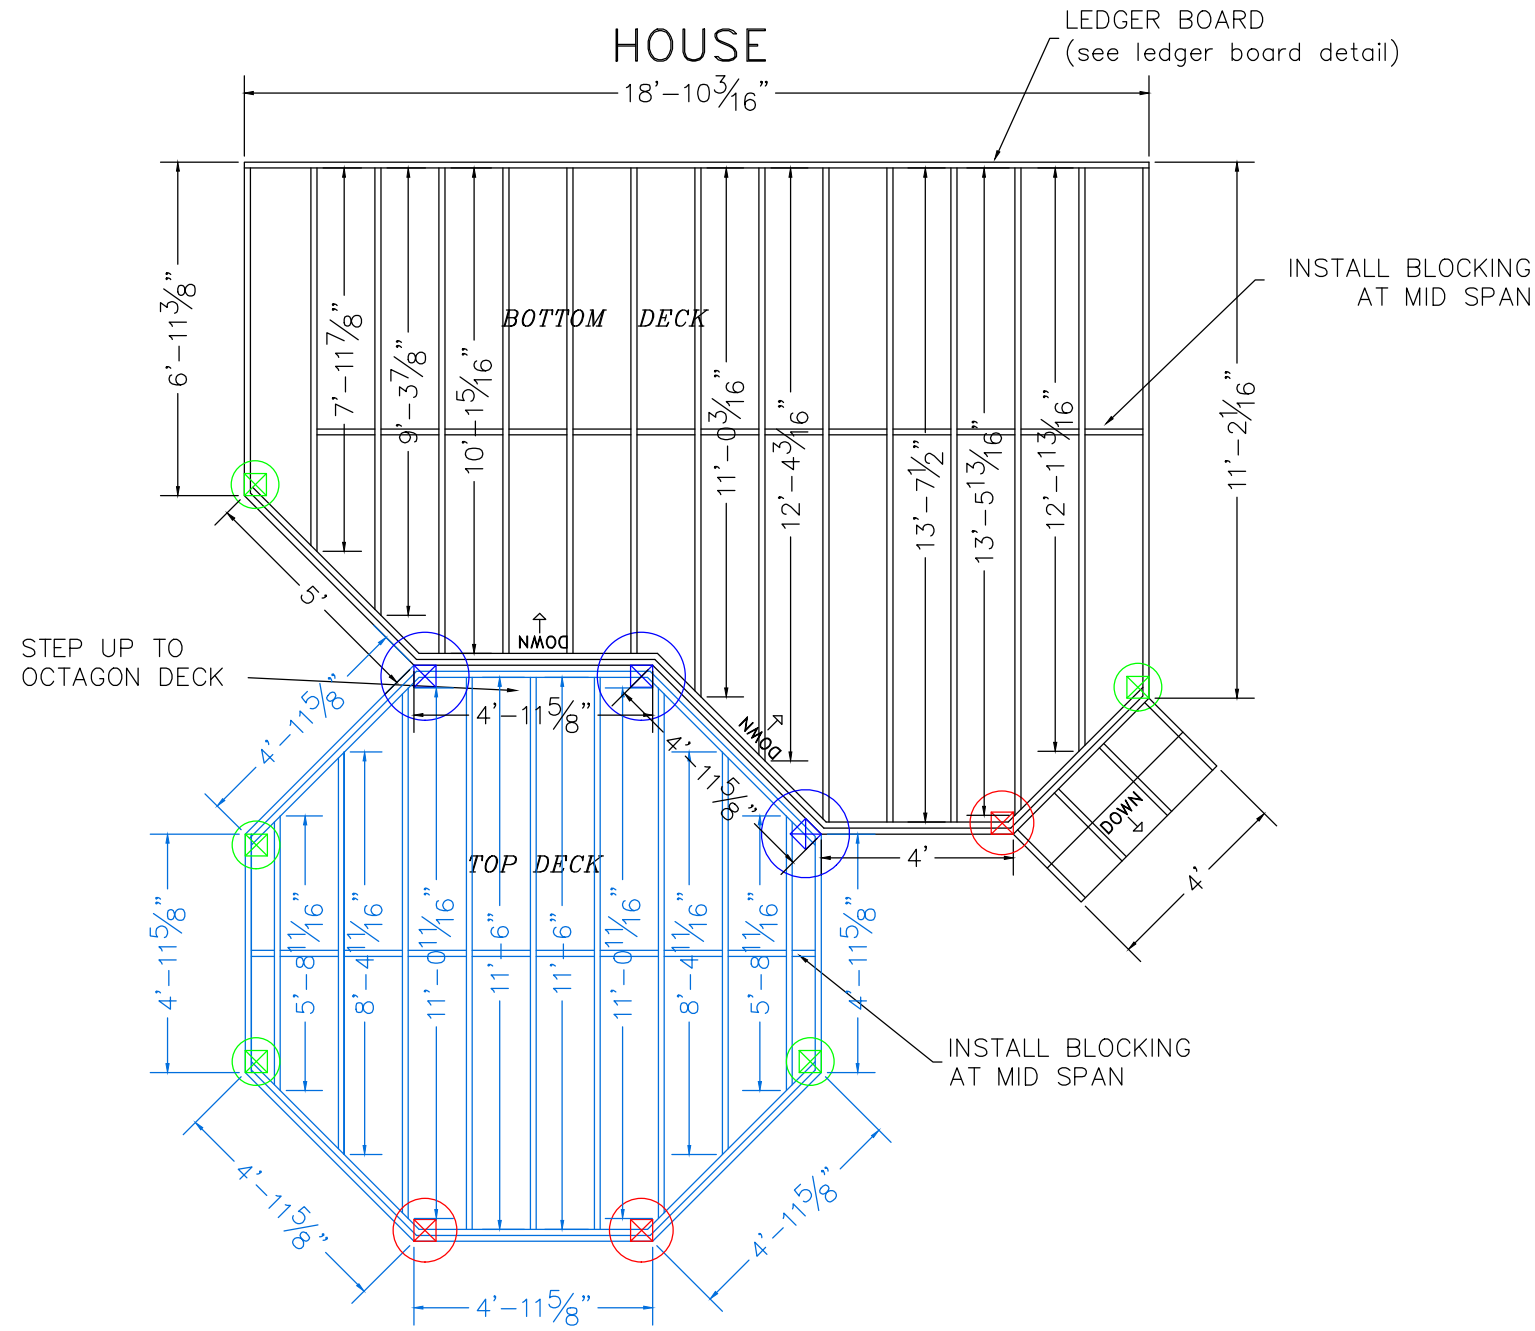 LEDGER BOARD
(see ledger board detail)
HOUSE
18'-10 3/16"
INSTALL BLOCKING
AT MID SPAN
6'-11 3/8"
7'-11 7/8"
9'-3 7/8"
10'-1 5/16"
BOTTOM DECK
11'-0 3/16"
12'-4 3/16"
13'-7 1/2"
13'-5 13/16"
12'-1 13/16"
11'-2 1/16"
5'
STEP UP TO
OCTAGON DECK
DOWN
4'-11 5/8"
4'-11 5/8"
DOWN
4'-11 5/8"
DOWN
4'
4'
TOP DECK
4'-11 5/8"
5'-8 11/16"
8'-4 11/16"
11'-0 11/16"
11'-6"
11'-6"
11'-0 11/16"
8'-4 11/16"
5'-8 11/16"
4'-11 5/8"
INSTALL BLOCKING
AT MID SPAN
4'-11 5/8"
4'-11 5/8"
4'-11 5/8"